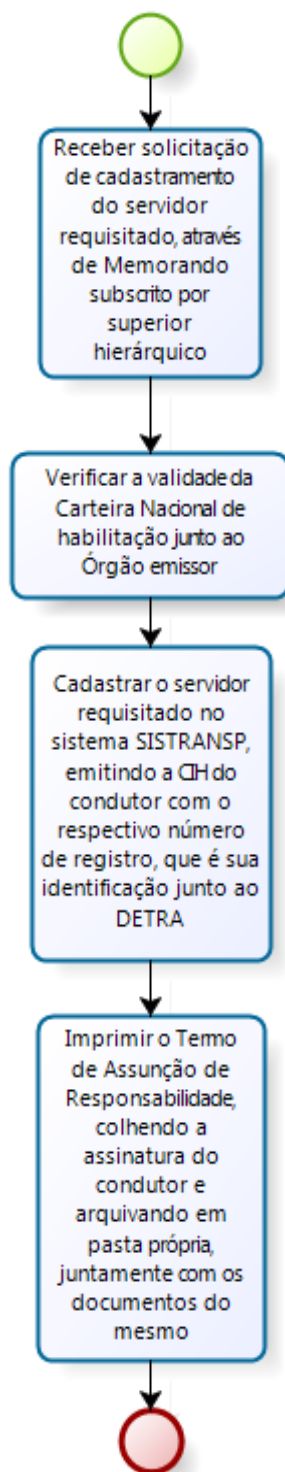 Receber solicitação
de cadastramento
do servidor
requisitado, através
de Memorando
subscrito por
superior
hierárquico
Verificar a validade da
Carteira Nacional de
habilitação junto ao
Órgão emissor
Cadastrar o servidor
requisitado no
sistema SISTRANSP,
emitindo a CIH do
condutor com o
respectivo número
de registro, que é sua
identificação junto ao
DETRA
Imprimir o Termo
de Assunção de
Responsabilidade,
colhendo a
assinatura do
condutor e
arquivando em
pasta própria,
juntamente com os
documentos do
mesmo